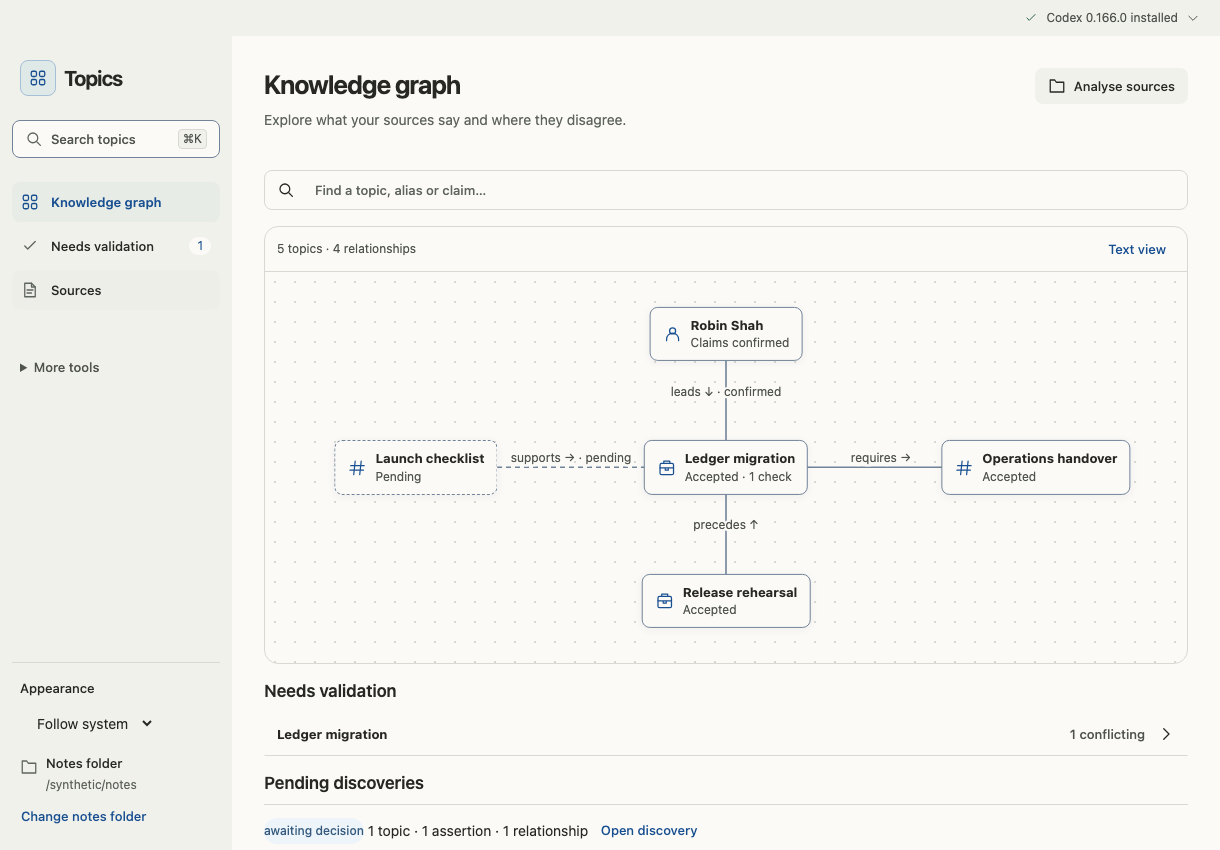 Codex 0.166.0 installed
Topics
Search topics ⌘K
Knowledge graph
Needs validation 1
Sources
More tools
Appearance
Follow system
Notes folder
/synthetic/notes
Change notes folder
Knowledge graph
Analyse sources
Explore what your sources say and where they disagree.
Find a topic, alias or claim...
5 topics · 4 relationships
Text view
Robin Shah
Claims confirmed
leads ↓ · confirmed
Launch checklist
Pending
supports → · pending
Ledger migration
Accepted · 1 check
requires →
Operations handover
Accepted
precedes ↑
Release rehearsal
Accepted
Needs validation
Ledger migration 1 conflicting
Pending discoveries
awaiting decision 1 topic · 1 assertion · 1 relationship Open discovery